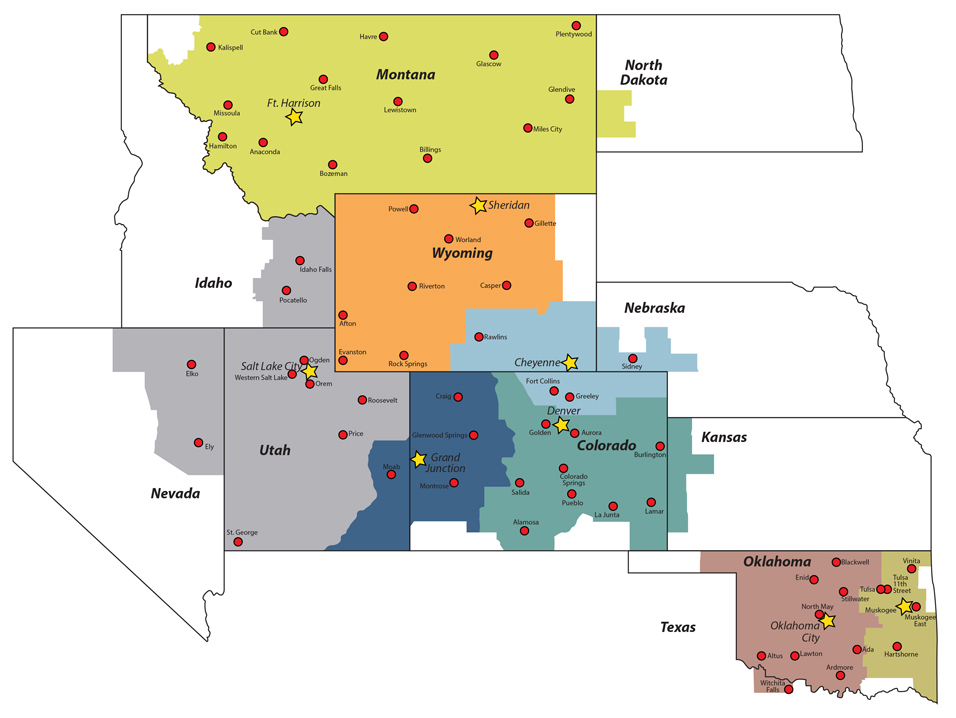 Cut Bank
Havre
Plentywood
Kalispell
Glascow
North
Dakota
Montana
Great Falls
Glendive
Ft. Harrison
Lewistown
Missoula
Miles City
Hamilton
Anaconda
Billings
Bozeman
Powell
Sheridan
Gillette
Worland
Wyoming
Idaho Falls
Idaho
Pocatello
Riverton
Casper
Nebraska
Afton
Rawlins
Evanston
Rock Springs
Cheyenne
Sidney
Elko
Salt Lake City
Ogden
Western Salt Lake
Orem
Fort Collins
Craig
Greeley
Roosevelt
Denver
Golden
Aurora
Price
Glenwood Springs
Colorado
Kansas
Ely
Utah
Burlington
Grand
Junction
Moab
Colorado
Springs
Montrose
Salida
Nevada
Pueblo
La Junta
Lamar
Alamosa
St. George
Oklahoma
Blackwell
Vinita
Enid
Tulsa
11th
Street
Tulsa
Stillwater
North May
Muskogee
Muskogee
East
Oklahoma
City
Texas
Altus
Lawton
Ada
Hartshorne
Ardmore
Witchita
Falls